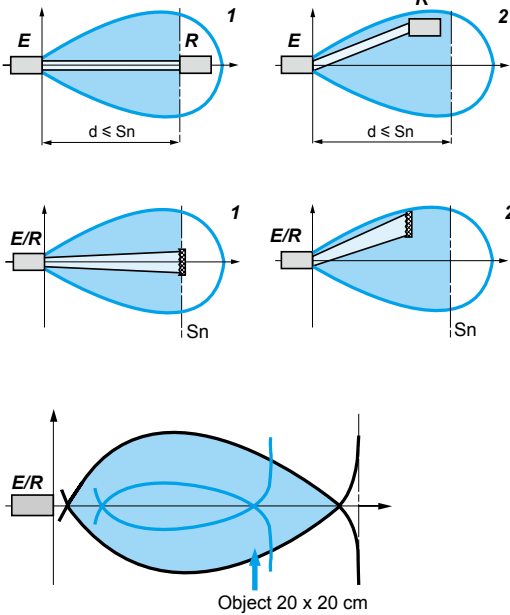 E R 1
d ⩽ Sn
E R 2
d ⩽ Sn
E/R 1
Sn
E/R 2
Sn
E/R
Object 20 x 20 cm